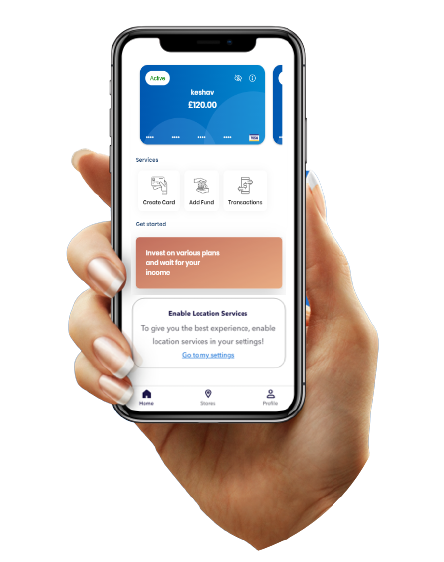 Active
keshav
£120.00
**** **** **** ****
VISA
Services
Create Card Add Fund Transactions
Get started
Invest on various plans
and wait for your
income
Enable Location Services
To give you the best experience, enable
location services in your settings!
Go to my settings
Home Stores Profile